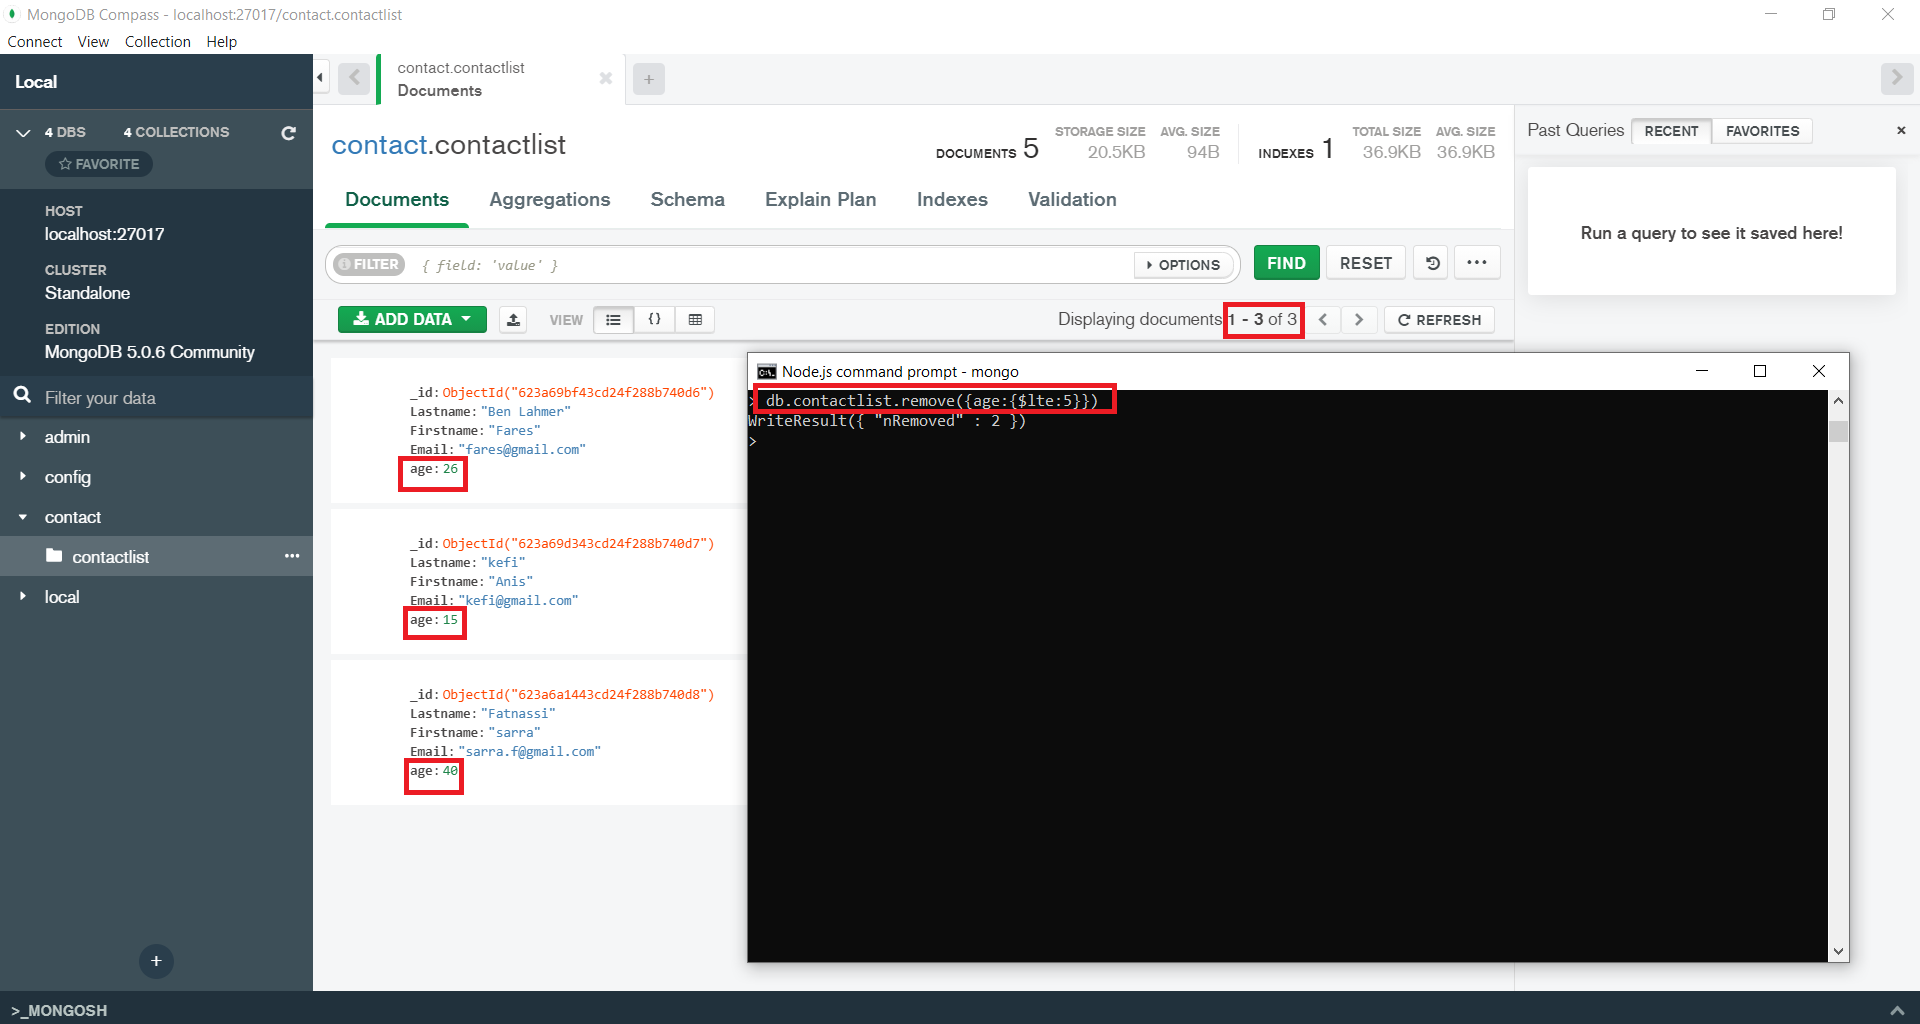 MongoDB Compass - localhost:27017/contact.contactlist
Connect View Collection Help
Local
4 DBS 4 COLLECTIONS
FAVORITE
HOST
localhost:27017
CLUSTER
Standalone
EDITION
MongoDB 5.0.6 Community
Filter your data
admin
config
contact
contactlist
local
contact.contactlist
Documents
contact.contactlist
DOCUMENTS 5
STORAGE SIZE
20.5KB
AVG. SIZE
94B
INDEXES 1
TOTAL SIZE
36.9KB
AVG. SIZE
36.9KB
Documents Aggregations Schema Explain Plan Indexes Validation
FILTER { field: 'value' } OPTIONS FIND RESET
ADD DATA VIEW {} Displaying documents 1 - 3 of 3 < > REFRESH
_id: ObjectId("623a69bf43cd24f288b740d6")
Lastname: "Ben Lahmer"
Firstname: "Fares"
Email: "fares@gmail.com"
age: 26
_id: ObjectId("623a69d343cd24f288b740d7")
Lastname: "kefi"
Firstname: "Anis"
Email: "kefi@gmail.com"
age: 15
_id: ObjectId("623a6a1443cd24f288b740d8")
Lastname: "Fatnassi"
Firstname: "sarra"
Email: "sarra.f@gmail.com"
age: 40
Node.js command prompt - mongo
> db.contactlist.remove({age:{$lte:5}})
WriteResult({ "nRemoved" : 2 })
>
Past Queries RECENT FAVORITES
Run a query to see it saved here!
>_MONGOSH